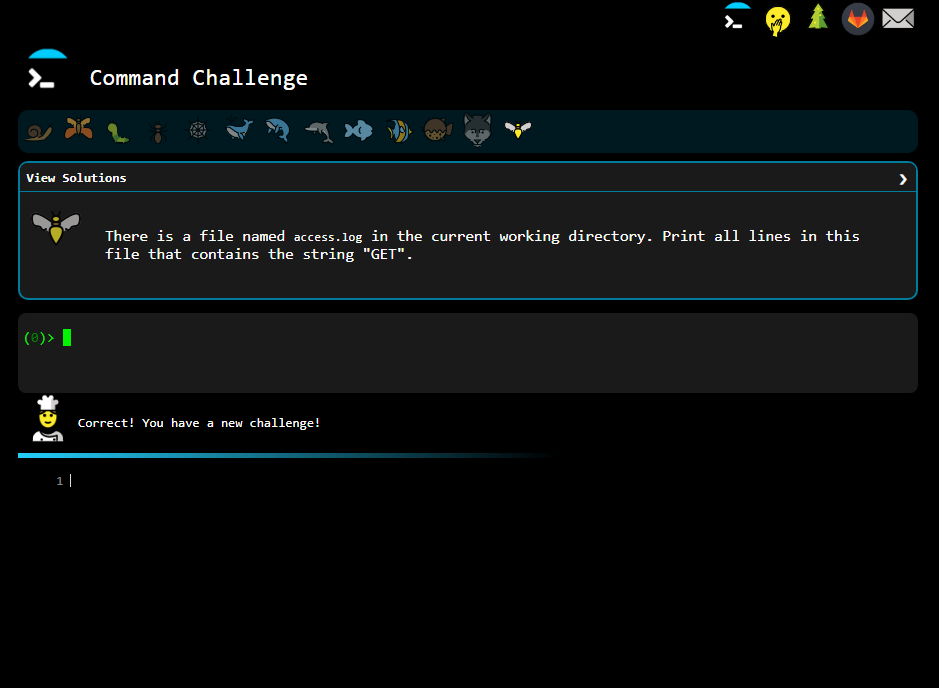 Command Challenge
View Solutions
There is a file named access.log in the current working directory. Print all lines in this
file that contains the string "GET".
(0)>
Correct! You have a new challenge!
1